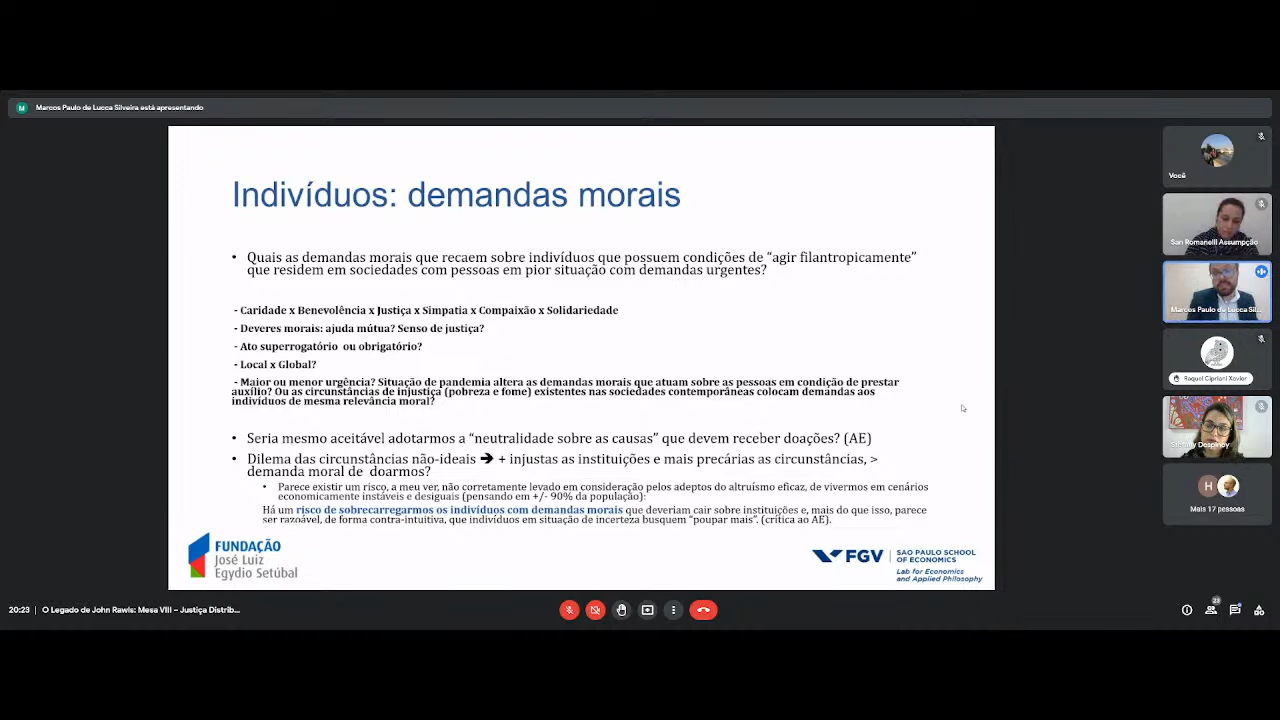 M Marcos Paulo de Lucca Silveira está apresentando
Indivíduos: demandas morais
• Quais as demandas morais que recaem sobre indivíduos que possuem condições de “agir filantropicamente”
que residem em sociedades com pessoas em pior situação com demandas urgentes?
- Caridade x Benevolência x Justiça x Simpatia x Compaixão x Solidariedade
- Deveres morais: ajuda mútua? Senso de justiça?
- Ato superrogatório ou obrigatório?
- Local x Global?
- Maior ou menor urgência? Situação de pandemia altera as demandas morais que atuam sobre as pessoas em condição de prestar
auxílio? Ou as circunstâncias de injustiça (pobreza e fome) existentes nas sociedades contemporâneas colocam demandas aos
indivíduos de mesma relevância moral?
• Seria mesmo aceitável adotarmos a “neutralidade sobre as causas” que devem receber doações? (AE)
• Dilema das circunstâncias não-ideais 🡺 + injustas as instituições e mais precárias as circunstâncias, >
demanda moral de doarmos?
• Parece existir um risco, a meu ver, não corretamente levado em consideração pelos adeptos do altruísmo eficaz, de vivermos em cenários
economicamente instáveis e desiguais (pensando em +/- 90% da população):
Há um risco de sobrecarregarmos os indivíduos com demandas morais que deveriam cair sobre instituições e, mais do que isso, parece
ser razoável, de forma contra-intuitiva, que indivíduos em situação de incerteza busquem “poupar mais”. (crítica ao AE).
FUNDAÇÃO
José Luiz
Egydio Setúbal
FGV
SAO PAULO SCHOOL
OF ECONOMICS
Lab for Economics
and Applied Philosophy
Você
San Romanelli Assumpção
Marcos Paulo de Lucca Sil...
Raquel Cipriani Xavier
Despincy
H
Mais 17 pessoas
20:23 | O Legado de John Rawls: Mesa VIII – Justiça Distrib...
23